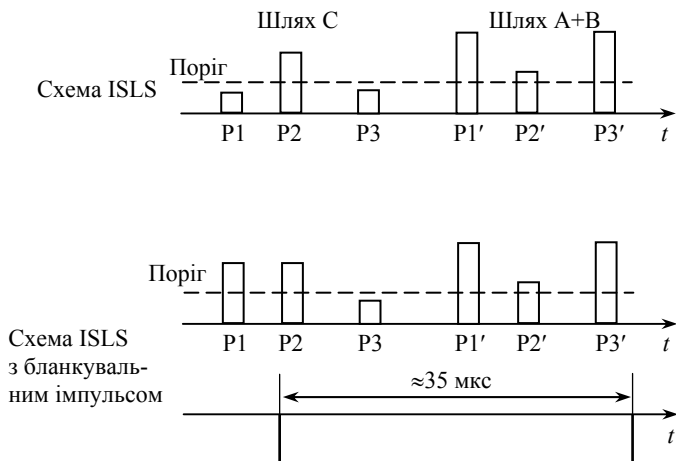 Шлях C
Шлях A+B
Поріг
Схема ISLS
P1 P2 P3 P1′ P2′ P3′ t
Поріг
Схема ISLS
з бланкуваль-
ним імпульсом
P1 P2 P3 P1′ P2′ P3′ t
≈35 мкс
t